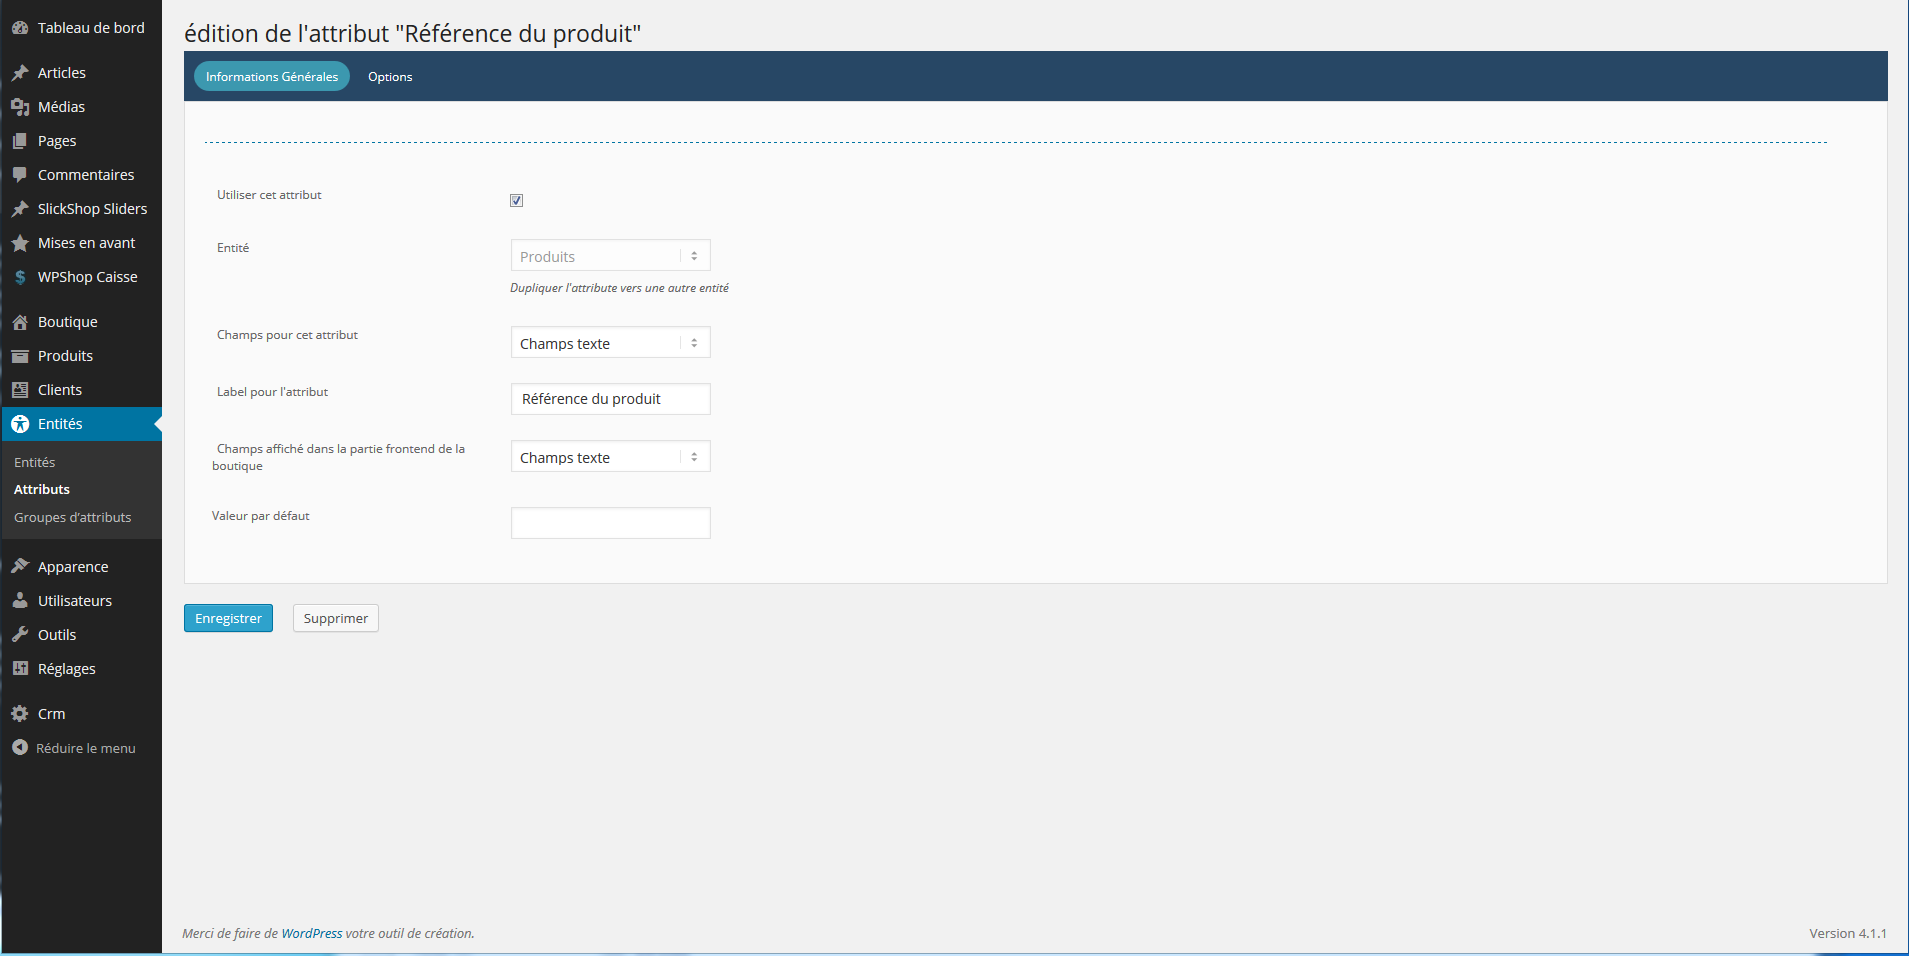 Tableau de bord
Articles
Médias
Pages
Commentaires
SlickShop Sliders
Mises en avant
WPShop Caisse
Boutique
Produits
Clients
Entités
Entités
Attributs
Groupes d'attributs
Apparence
Utilisateurs
Outils
Réglages
Crm
Réduire le menu
édition de l'attribut "Référence du produit"
Informations Générales
Options
Utiliser cet attribut
Entité
Produits
Dupliquer l'attribute vers une autre entité
Champs pour cet attribut
Champs texte
Label pour l'attribut
Référence du produit
Champs affiché dans la partie frontend de la
boutique
Champs texte
Valeur par défaut
Enregistrer
Supprimer
Merci de faire de WordPress votre outil de création.
Version 4.1.1